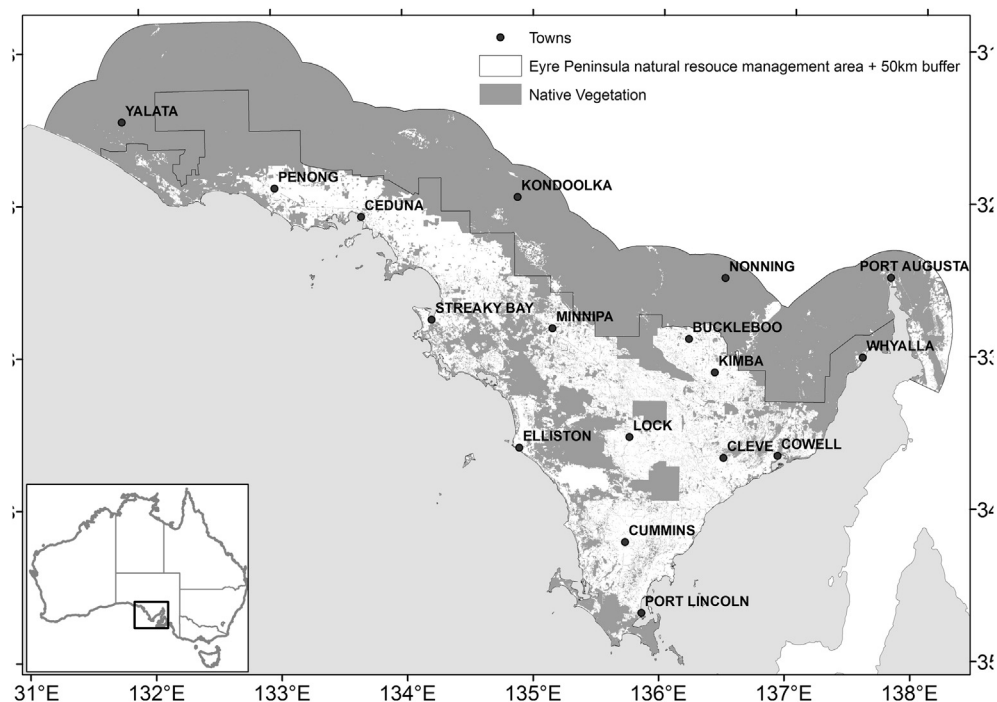 Towns
Eyre Peninsula natural resouce management area + 50km buffer
Native Vegetation
YALATA
PENONG
CEDUNA
KONDOOLKA
NONNING
PORT AUGUSTA
STREAKY BAY
MINNIPA
BUCKLEBOO
WHYALLA
KIMBA
ELLISTON
LOCK
CLEVE
COWELL
CUMMINS
PORT LINCOLN
31
32
33
34
35
31°E 132°E 133°E 134°E 135°E 136°E 137°E 138°E